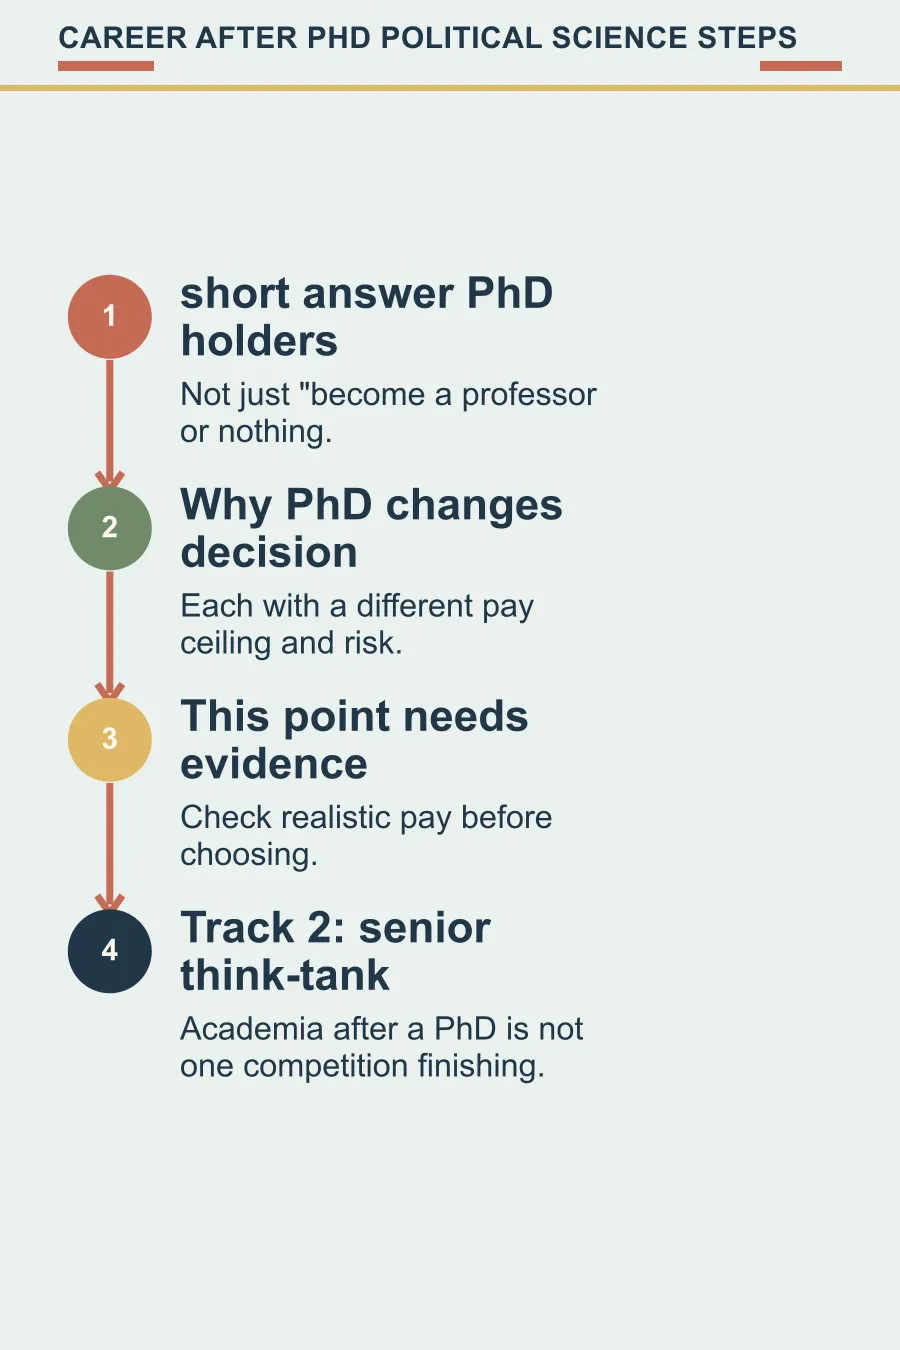 CAREER AFTER PHD POLITICAL SCIENCE STEPS
1
short answer PhD
holders
Not just "become a professor
or nothing.
2
Why PhD changes
decision
Each with a different pay
ceiling and risk.
3
This point needs
evidence
Check realistic pay before
choosing.
4
Track 2: senior
think-tank
Academia after a PhD is not
one competition finishing.